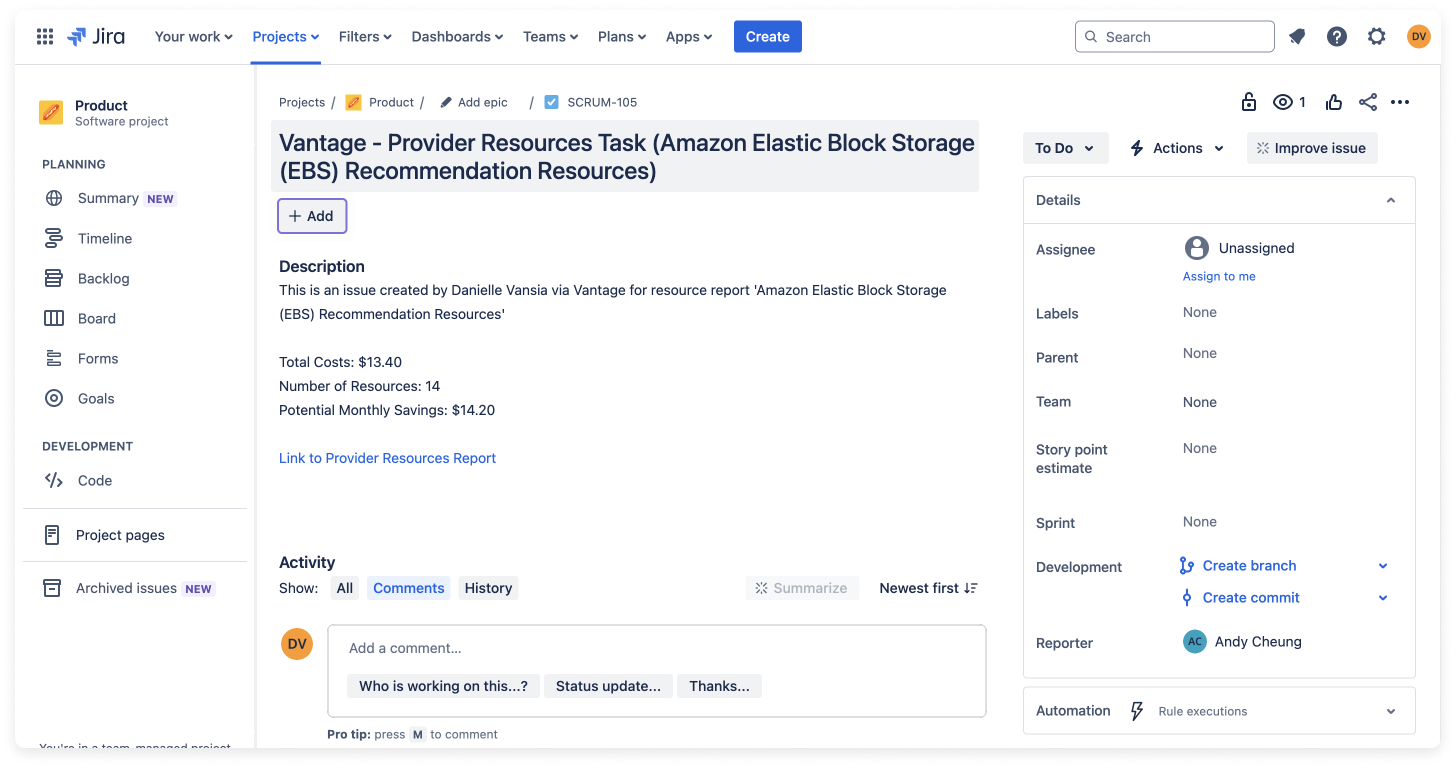 Jira
Your work
Projects
Filters
Dashboards
Teams
Plans
Apps
Create
Search
DV
Product
Software project
PLANNING
Summary NEW
Timeline
Backlog
Board
Forms
Goals
DEVELOPMENT
Code
Project pages
Archived issues NEW
You're in a team-managed project
Projects / Product / Add epic / SCRUM-105
Vantage - Provider Resources Task (Amazon Elastic Block Storage
(EBS) Recommendation Resources)
+ Add
Description
This is an issue created by Danielle Vansia via Vantage for resource report 'Amazon Elastic Block Storage
(EBS) Recommendation Resources'
Total Costs: $13.40
Number of Resources: 14
Potential Monthly Savings: $14.20
Link to Provider Resources Report
Activity
Show: All Comments History
Summarize
Newest first
DV
Add a comment...
Who is working on this...?
Status update...
Thanks...
Pro tip: press M to comment
1
To Do
Actions
Improve issue
Details
Assignee
Unassigned
Assign to me
Labels
None
Parent
None
Team
None
Story point
estimate
None
Sprint
None
Development
Create branch
Create commit
Reporter
AC Andy Cheung
Automation
Rule executions